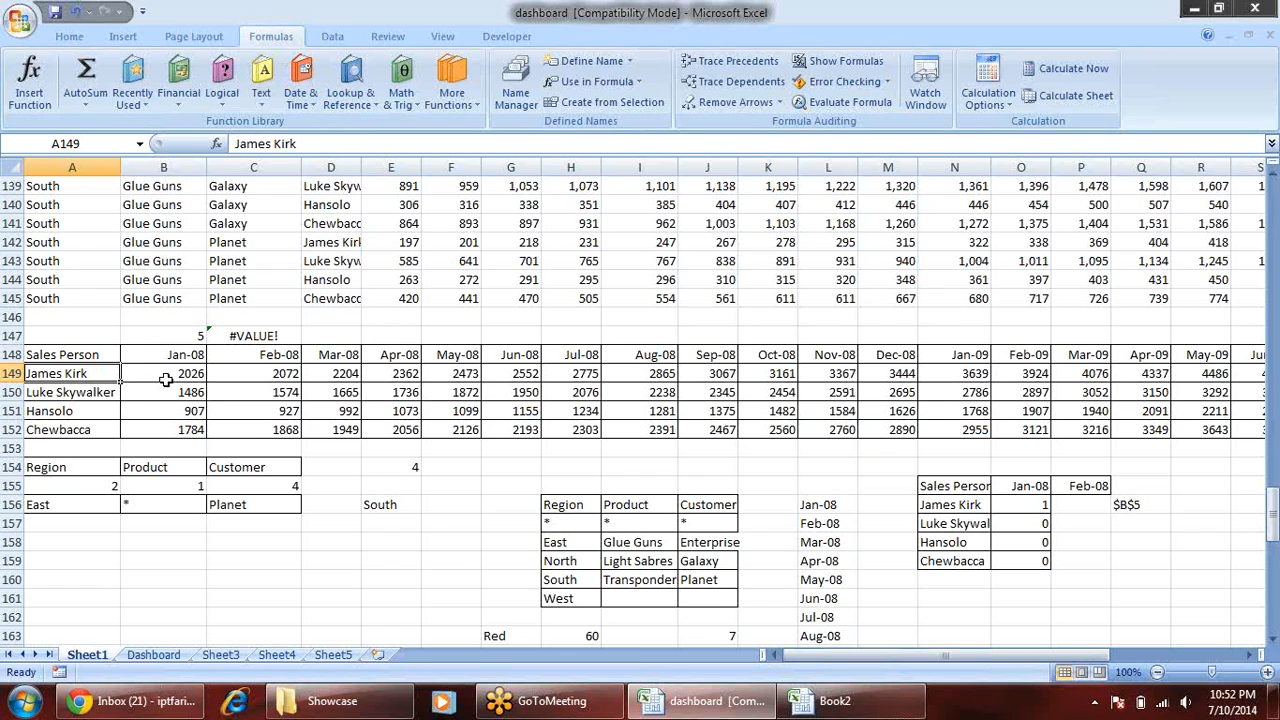 dashboard [Compatibility Mode] - Microsoft Excel
Home Insert Page Layout Formulas Data Review View Developer
Insert Function
AutoSum
Recently Used
Financial
Logical
Text
Date & Time
Lookup & Reference
Math & Trig
More Functions
Function Library
Name Manager
Define Name
Use in Formula
Create from Selection
Defined Names
Trace Precedents
Trace Dependents
Remove Arrows
Show Formulas
Error Checking
Evaluate Formula
Formula Auditing
Watch Window
Calculation Options
Calculate Now
Calculate Sheet
Calculation
A149 fx James Kirk
A B C D E F G H I J K L M N O P Q R S
139 South Glue Guns Galaxy Luke Skyw 891 959 1,053 1,073 1,101 1,138 1,195 1,222 1,320 1,361 1,396 1,478 1,598 1,607 1
140 South Glue Guns Galaxy Hansolo 306 316 338 351 385 404 407 412 446 446 454 500 507 540
141 South Glue Guns Galaxy Chewbacc 864 893 897 931 962 1,003 1,103 1,168 1,260 1,272 1,375 1,404 1,531 1,586 1
142 South Glue Guns Planet James Kirk 197 201 218 231 247 267 278 295 315 322 338 369 404 418
143 South Glue Guns Planet Luke Skyw 585 641 701 765 767 838 891 931 940 1,004 1,011 1,095 1,134 1,245 1
144 South Glue Guns Planet Hansolo 263 272 291 295 315 310 315 320 348 361 397 403 431 450
145 South Glue Guns Planet Chewbacc 420 441 470 505 554 561 611 611 667 680 717 726 739 774
146
147 5 #VALUE!
148 Sales Person Jan-08 Feb-08 Mar-08 Apr-08 May-08 Jun-08 Jul-08 Aug-08 Sep-08 Oct-08 Nov-08 Dec-08 Jan-09 Feb-09 Mar-09 Apr-09 May-09 Ju
149 James Kirk 2026 2072 2204 2362 2473 2552 2775 2865 3067 3161 3367 3444 3639 3924 4076 4337 4486 4
150 Luke Skywalker 1486 1574 1665 1736 1872 1950 2076 2238 2345 2454 2591 2695 2786 2897 3052 3150 3292
151 Hansolo 907 927 992 1073 1099 1155 1234 1281 1375 1482 1584 1626 1768 1907 1940 2091 2211
152 Chewbacca 1784 1868 1949 2056 2126 2193 2303 2391 2467 2560 2760 2890 2955 3121 3216 3349 3643
153
154 Region Product Customer 4
155 2 1 4 Sales Person Jan-08 Feb-08
156 East * Planet South Region Product Customer Jan-08 James Kirk 1 $B$5
157 * * * Feb-08 Luke Skywal 0
158 East Glue Guns Enterprise Mar-08 Hansolo 0
159 North Light Sabres Galaxy Apr-08 Chewbacca 0
160 South Transponder Planet May-08
161 West Jun-08
162 Jul-08
163 Red 60 7 Aug-08
Sheet1 Dashboard Sheet3 Sheet4 Sheet5
Ready 100%
Inbox (21) - iptfari...
Showcase
GoToMeeting
dashboard [Com...
Book2
10:52 PM
7/10/2014